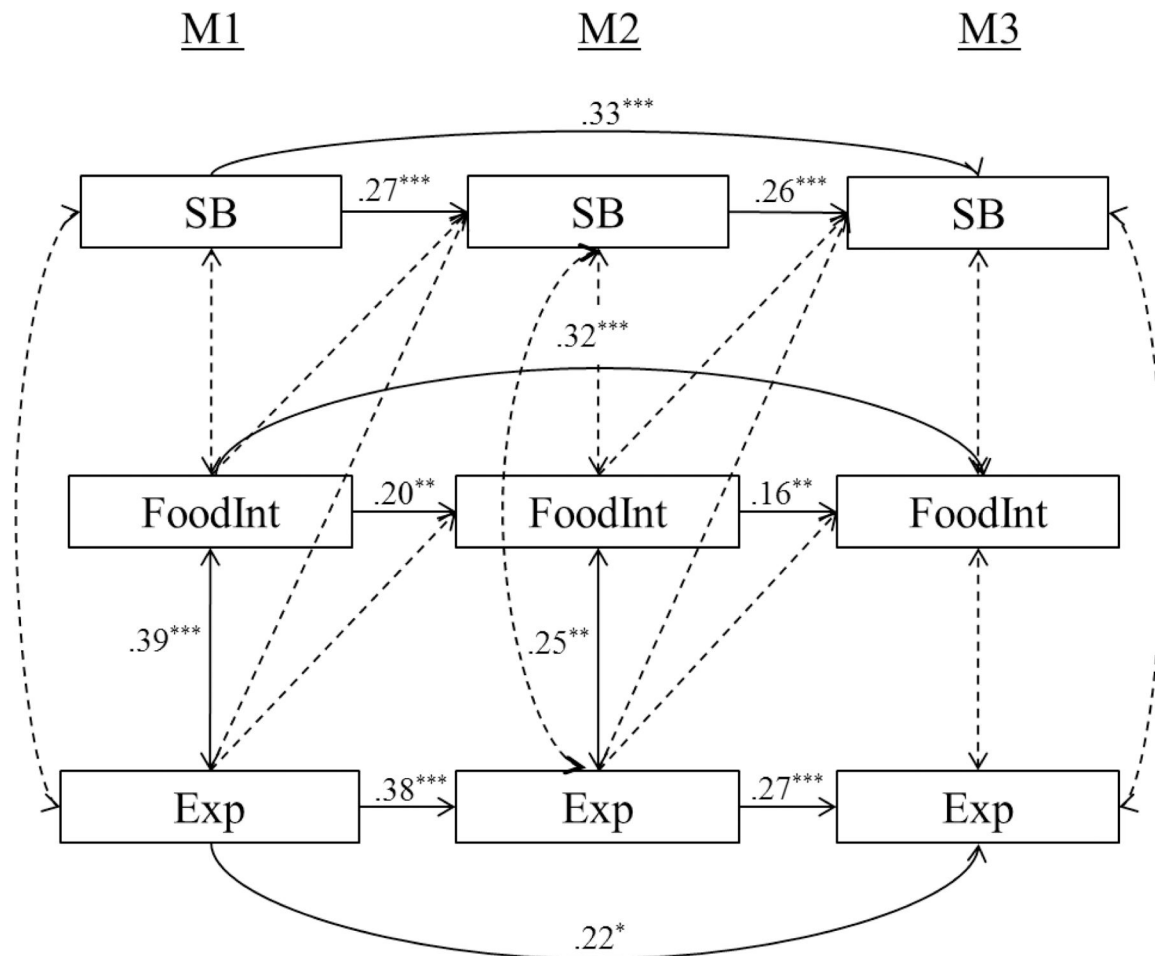 M1 M2 M3
.33***
SB .27*** SB .26*** SB
.32***
FoodInt .20** FoodInt .16** FoodInt
.39*** .25**
Exp .38*** Exp .27*** Exp
.22*